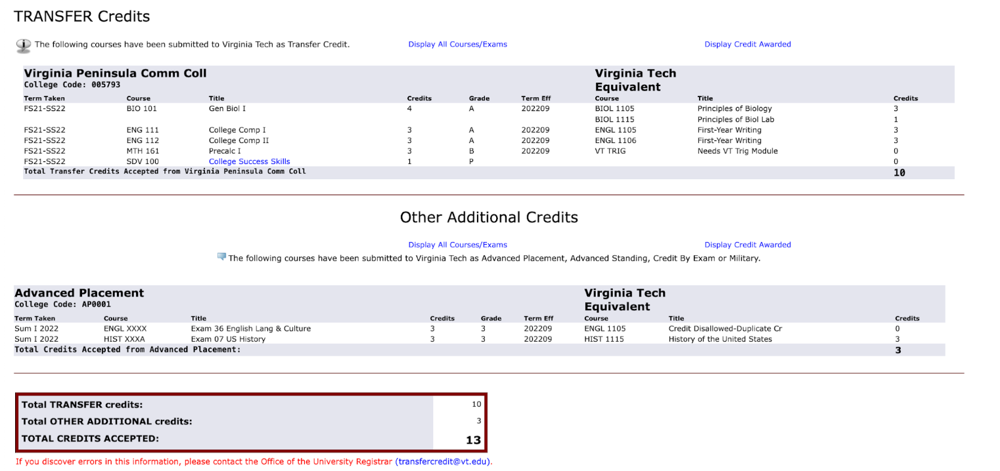 TRANSFER Credits
The following courses have been submitted to Virginia Tech as Transfer Credit. Display All Courses/Exams Display Credit Awarded
Virginia Peninsula Comm Coll Virginia Tech
College Code: 005793 Equivalent
Term Taken Course Title Credits Grade Term Eff Course Title Credits
FS21-SS22 BIO 101 Gen Biol I 4 A 202209 BIOL 1105 Principles of Biology 3
BIOL 1115 Principles of Biol Lab 1
FS21-SS22 ENG 111 College Comp I 3 A 202209 ENGL 1105 First-Year Writing 3
FS21-SS22 ENG 112 College Comp II 3 A 202209 ENGL 1106 First-Year Writing 3
FS21-SS22 MTH 161 Precalc I 3 B 202209 VT TRIG Needs VT Trig Module 0
FS21-SS22 SDV 100 College Success Skills 1 P 0
Total Transfer Credits Accepted from Virginia Peninsula Comm Coll 10
Other Additional Credits
Display All Courses/Exams Display Credit Awarded
The following courses have been submitted to Virginia Tech as Advanced Placement, Advanced Standing, Credit By Exam or Military.
Advanced Placement Virginia Tech
College Code: AP0001 Equivalent
Term Taken Course Title Credits Grade Term Eff Course Title Credits
Sum I 2022 ENGL XXXX Exam 36 English Lang & Culture 3 3 202209 ENGL 1105 Credit Disallowed-Duplicate Cr 0
Sum I 2022 HIST XXXA Exam 07 US History 3 3 202209 HIST 1115 History of the United States 3
Total Credits Accepted from Advanced Placement: 3
Total TRANSFER credits: 10
Total OTHER ADDITIONAL credits: 3
TOTAL CREDITS ACCEPTED: 13
If you discover errors in this information, please contact the Office of the University Registrar (transfercredit@vt.edu).